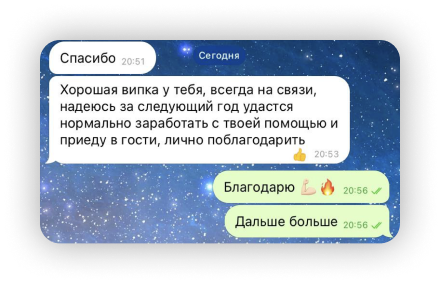 Сегодня
Спасибо 20:51
Хорошая випка у тебя, всегда на связи,
надеюсь за следующий год удастся
нормально заработать с твоей помощью и
приеду в гости, лично поблагодарить
👍 20:53
Благодарю 💪🏻🔥 20:56
Дальше больше 20:56